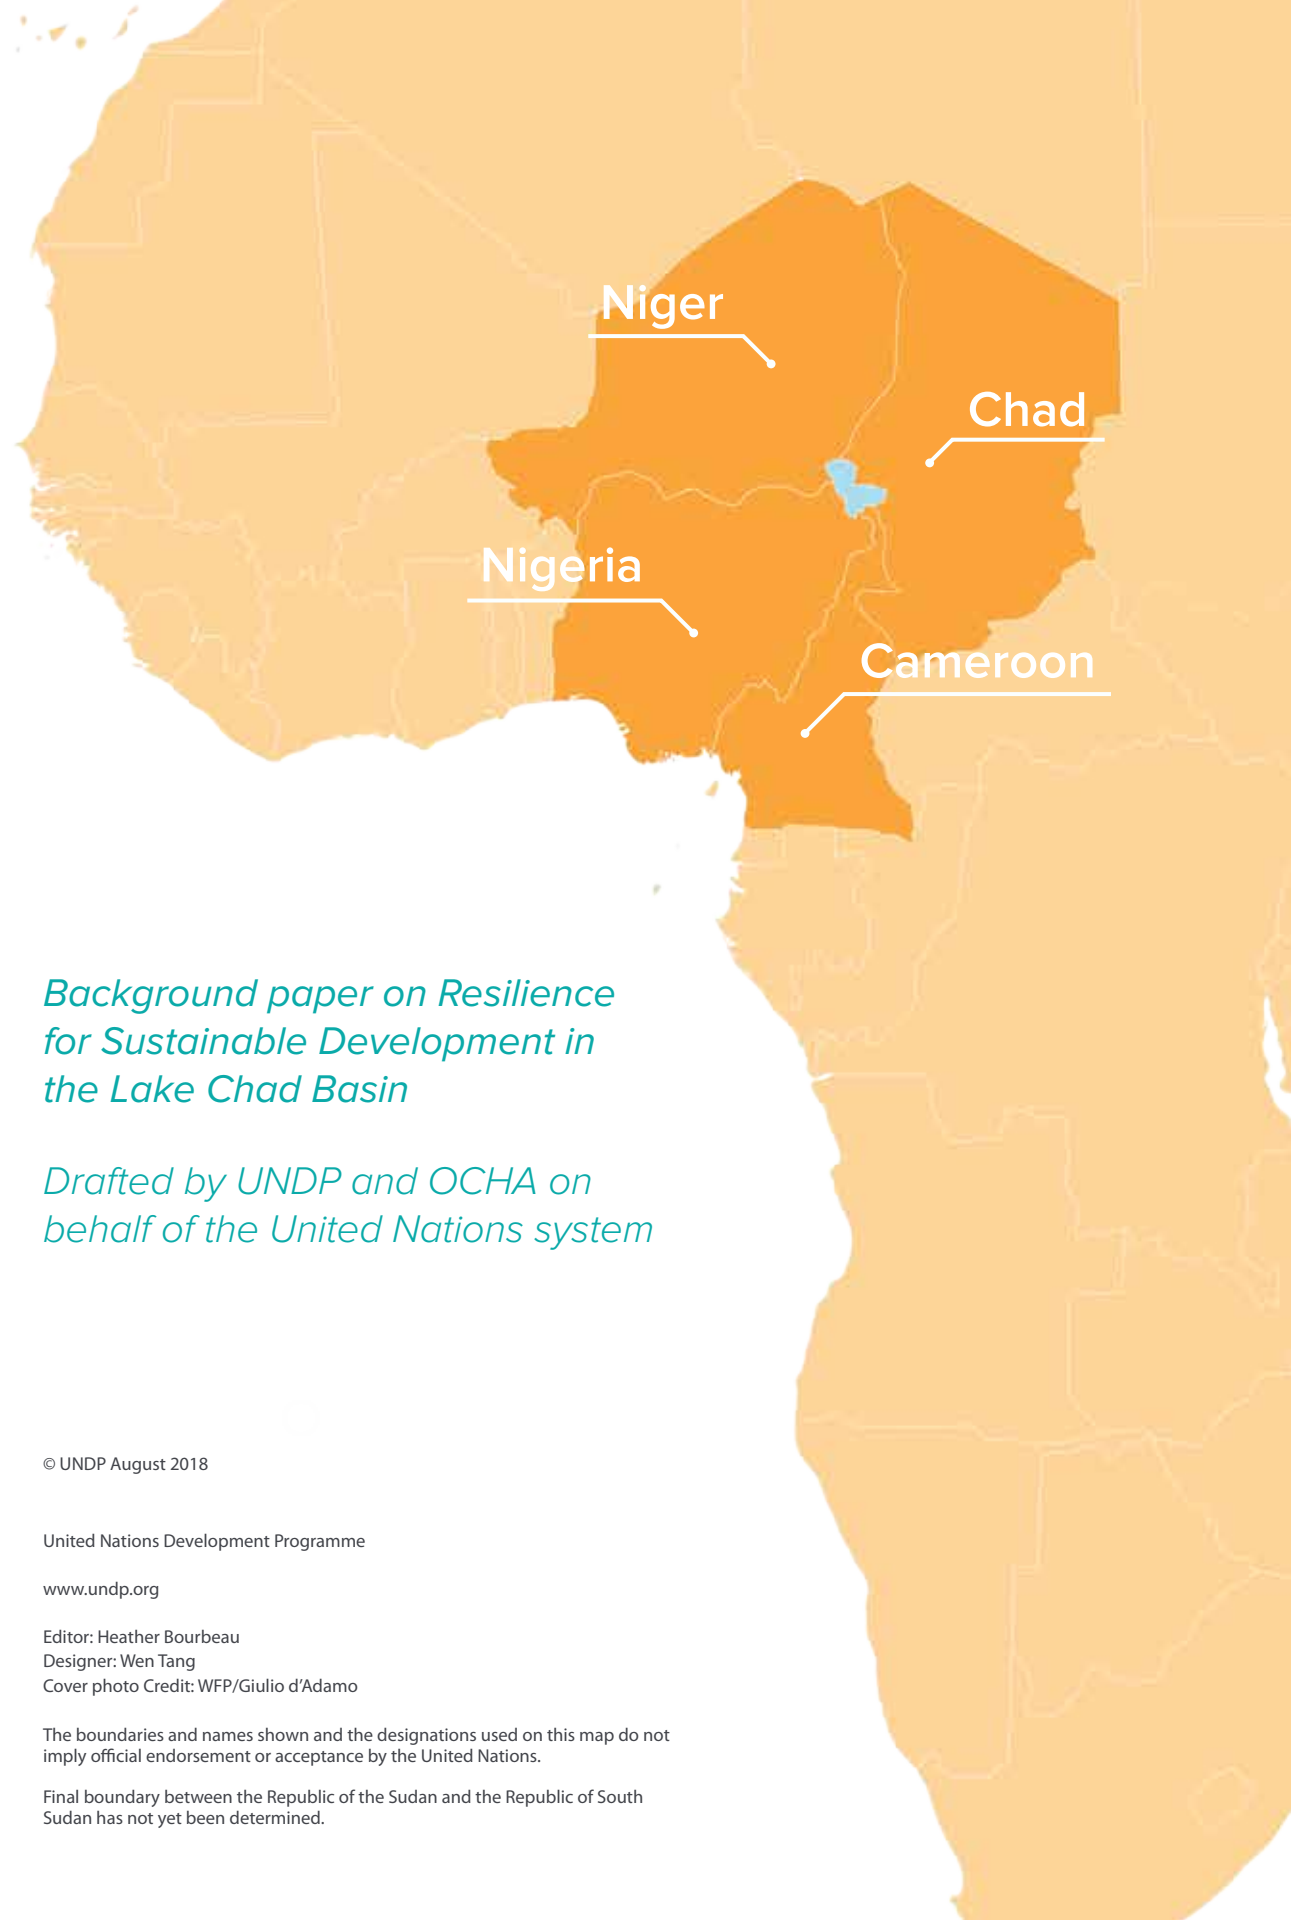 Niger
Chad
Nigeria
Cameroon
Background paper on Resilience
for Sustainable Development in
the Lake Chad Basin
Drafted by UNDP and OCHA on
behalf of the United Nations system
© UNDP August 2018
United Nations Development Programme
www.undp.org
Editor: Heather Bourbeau
Designer: Wen Tang
Cover photo Credit: WFP/Giulio d’Adamo
The boundaries and names shown and the designations used on this map do not
imply official endorsement or acceptance by the United Nations.
Final boundary between the Republic of the Sudan and the Republic of South
Sudan has not yet been determined.